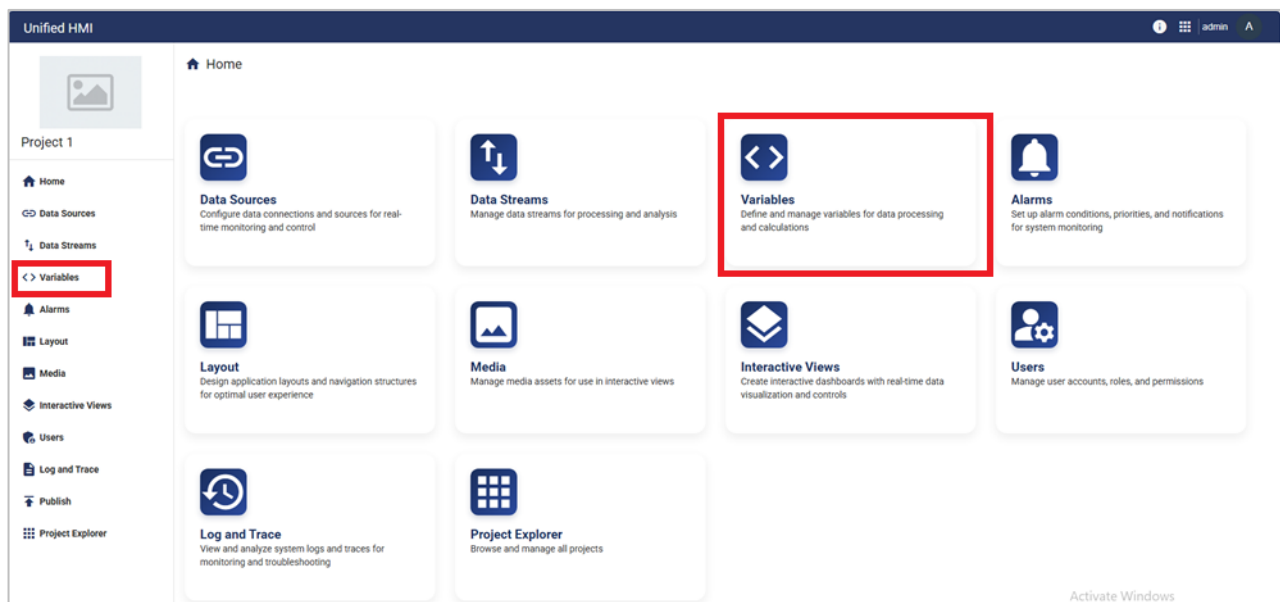 Unified HMI
admin
A
Project 1
Home
Data Sources
Data Streams
Variables
Alarms
Layout
Media
Interactive Views
Users
Log and Trace
Publish
Project Explorer
Home
Data Sources
Configure data connections and sources for real-
time monitoring and control
Data Streams
Manage data streams for processing and analysis
Variables
Define and manage variables for data processing
and calculations
Alarms
Set up alarm conditions, priorities, and notifications
for system monitoring
Layout
Design application layouts and navigation structures
for optimal user experience
Media
Manage media assets for use in interactive views
Interactive Views
Create interactive dashboards with real-time data
visualization and controls
Users
Manage user accounts, roles, and permissions
Log and Trace
View and analyze system logs and traces for
monitoring and troubleshooting
Project Explorer
Browse and manage all projects
Activate Windows